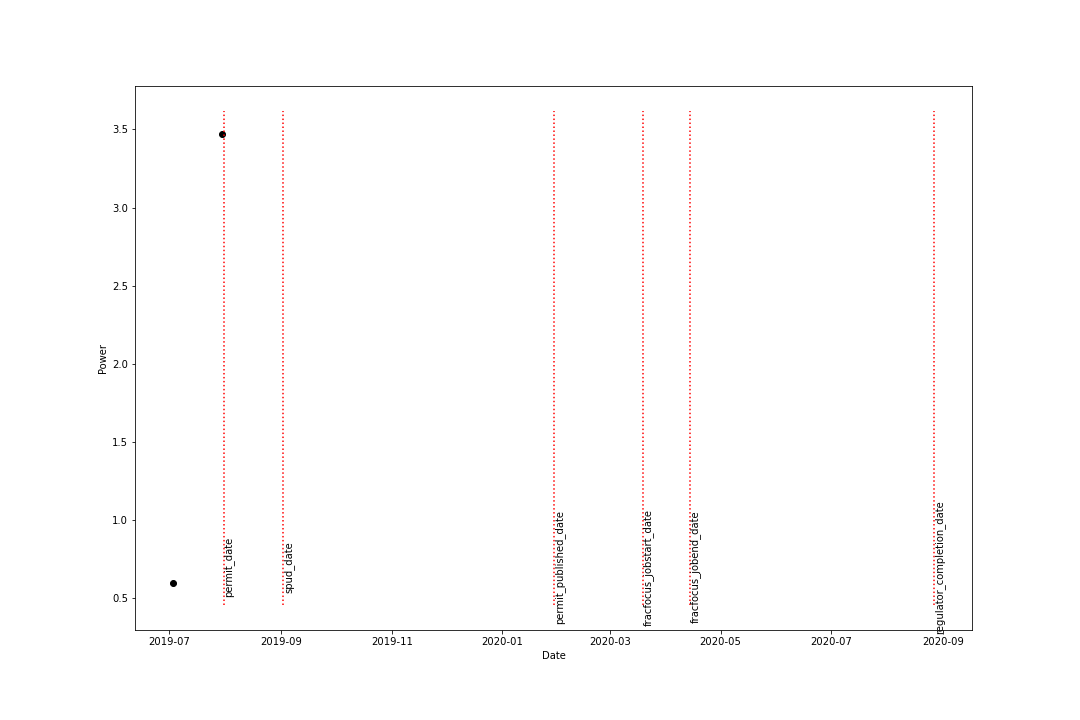 3.5
3.0
2.5
2.0
1.5
1.0
0.5
Power
permit_date
spud_date
permit_published_date
fracfocus_jobstart_date
fracfocus_jobend_date
regulator_completion_date
2019-07
2019-09
2019-11
2020-01
2020-03
2020-05
2020-07
2020-09
Date